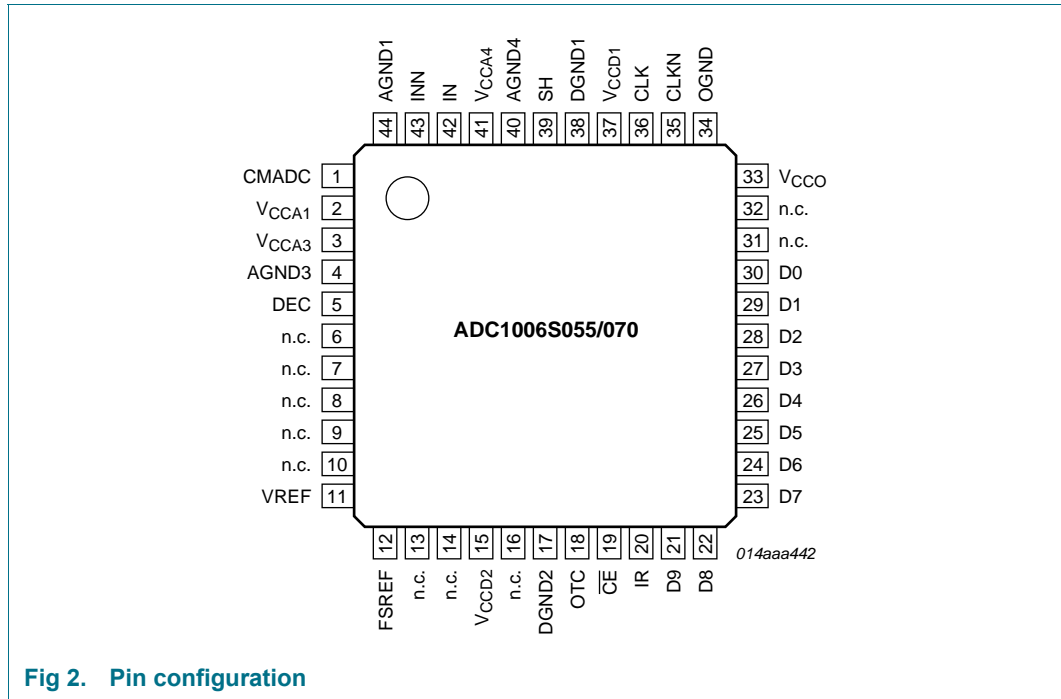 AGND1
INN
IN
VCCA4
AGND4
SH
DGND1
VCCD1
CLK
CLKN
OGND
44
43
42
41
40
39
38
37
36
35
34
CMADC 1
VCCA1 2
VCCA3 3
AGND3 4
DEC 5
n.c. 6
n.c. 7
n.c. 8
n.c. 9
n.c. 10
VREF 11
ADC1006S055/070
33 VCCO
32 n.c.
31 n.c.
30 D0
29 D1
28 D2
27 D3
26 D4
25 D5
24 D6
23 D7
12
13
14
15
16
17
18
19
20
21
22
FSREF
n.c.
n.c.
VCCD2
n.c.
DGND2
OTC
C̅E̅
IR
D9
D8
014aaa442
Fig 2. Pin configuration